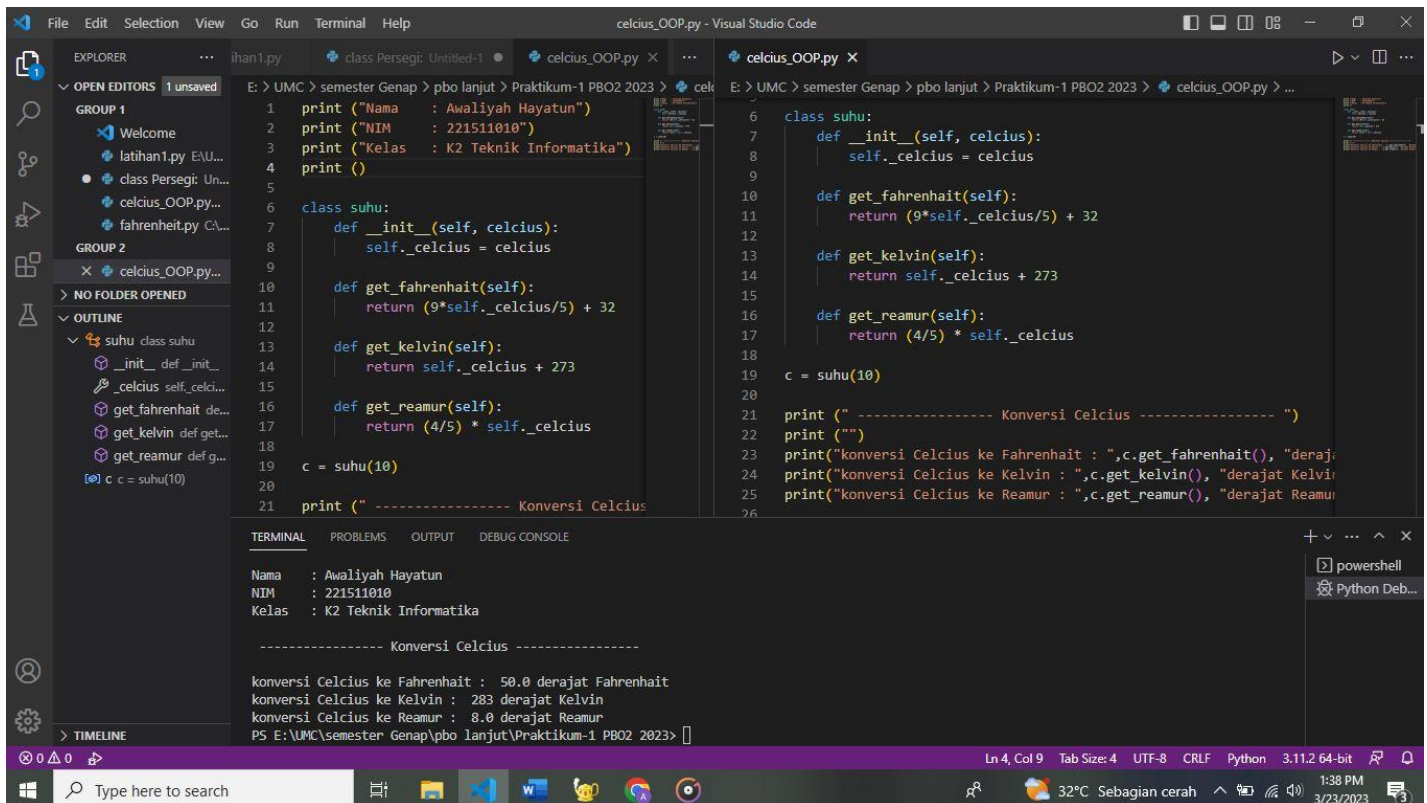 File Edit Selection View Go Run Terminal Help celcius_OOP.py - Visual Studio Code
EXPLORER
OPEN EDITORS 1 unsaved
GROUP 1
Welcome
latihan1.py E:\U...
class Persegi: Un...
celcius_OOP.py...
fahrenheit.py C:\...
GROUP 2
celcius_OOP.py...
NO FOLDER OPENED
OUTLINE
suhu class suhu
__init__ def __init__
_celcius self._celci...
get_fahrenhait de...
get_kelvin def get...
get_reamur def g...
c c = suhu(10)
TIMELINE
ihan1.py class Persegi: Untitled-1 celcius_OOP.py
E: > UMC > semester Genap > pbo lanjut > Praktikum-1 PBO2 2023 > celc
1 print ("Nama    : Awaliyah Hayatun")
2 print ("NIM     : 221511010")
3 print ("Kelas   : K2 Teknik Informatika")
4 print ()
5
6 class suhu:
7 def __init__(self, celcius):
8 self._celcius = celcius
9
10 def get_fahrenhait(self):
11 return (9*self._celcius/5) + 32
12
13 def get_kelvin(self):
14 return self._celcius + 273
15
16 def get_reamur(self):
17 return (4/5) * self._celcius
18
19 c = suhu(10)
20
21 print (" ----------------- Konversi Celcius
celcius_OOP.py
E: > UMC > semester Genap > pbo lanjut > Praktikum-1 PBO2 2023 > celcius_OOP.py > ...
6 class suhu:
7 def __init__(self, celcius):
8 self._celcius = celcius
9
10 def get_fahrenhait(self):
11 return (9*self._celcius/5) + 32
12
13 def get_kelvin(self):
14 return self._celcius + 273
15
16 def get_reamur(self):
17 return (4/5) * self._celcius
18
19 c = suhu(10)
20
21 print (" ----------------- Konversi Celcius ----------------- ")
22 print ("")
23 print("konversi Celcius ke Fahrenhait : ",c.get_fahrenhait(), "deraja
24 print("konversi Celcius ke Kelvin : ",c.get_kelvin(), "derajat Kelvin
25 print("konversi Celcius ke Reamur : ",c.get_reamur(), "derajat Reamur
26
TERMINAL PROBLEMS OUTPUT DEBUG CONSOLE
powershell
Python Deb...
Nama    : Awaliyah Hayatun
NIM     : 221511010
Kelas   : K2 Teknik Informatika
----------------- Konversi Celcius -----------------
konversi Celcius ke Fahrenhait :  50.0 derajat Fahrenhait
konversi Celcius ke Kelvin :  283 derajat Kelvin
konversi Celcius ke Reamur :  8.0 derajat Reamur
PS E:\UMC\semester Genap\pbo lanjut\Praktikum-1 PBO2 2023>
0 0 Ln 4, Col 9 Tab Size: 4 UTF-8 CRLF Python 3.11.2 64-bit
Type here to search 32°C Sebagian cerah 1:38 PM
3/23/2023